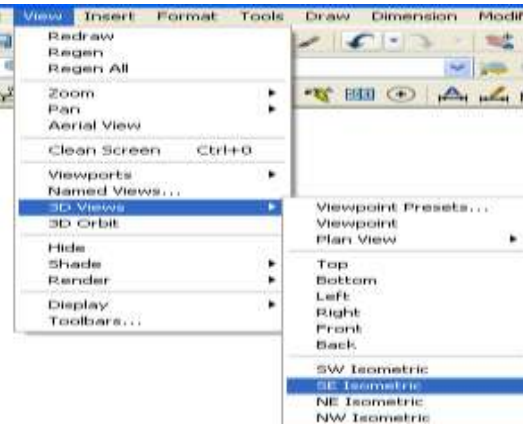 View Insert Format Tools Draw Dimension Modif
Redraw
Regen
Regen All
Zoom
Pan
Aerial View
Clean Screen Ctrl+0
Viewports
Named Views...
3D Views
3D Orbit
Hide
Shade
Render
Display
Toolbars...
Viewpoint Presets...
Viewpoint
Plan View
Top
Bottom
Left
Right
Front
Back
SW Isometric
SE Isometric
NE Isometric
NW Isometric